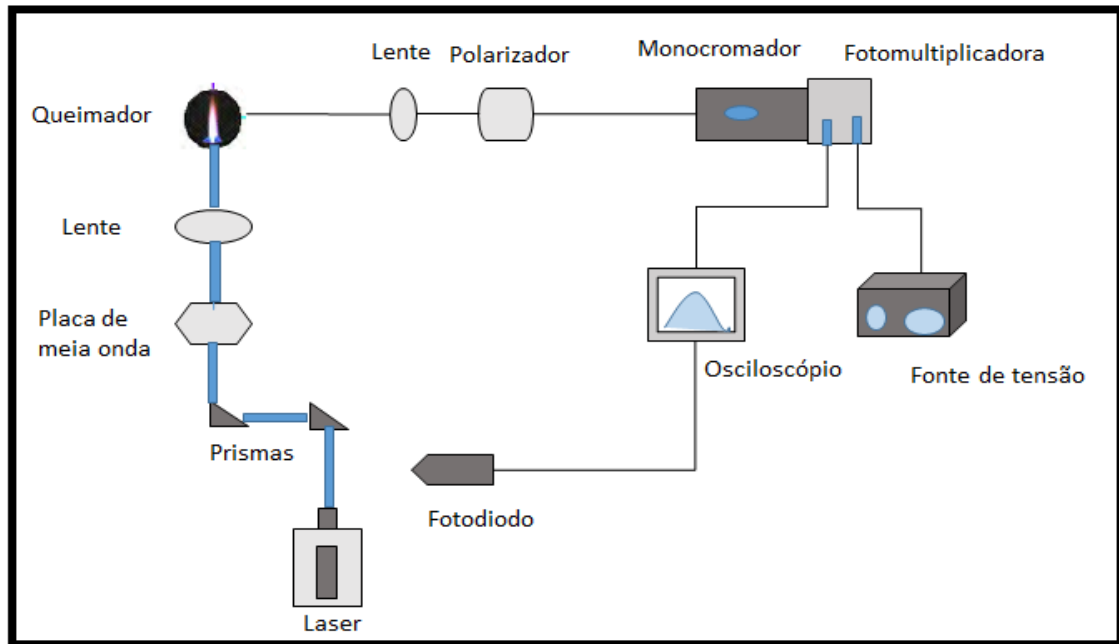 Lente
Polarizador
Monocromador
Fotomultiplicadora
Queimador
Lente
Placa de
meia onda
Osciloscópio
Fonte de tensão
Prismas
Fotodiodo
Laser